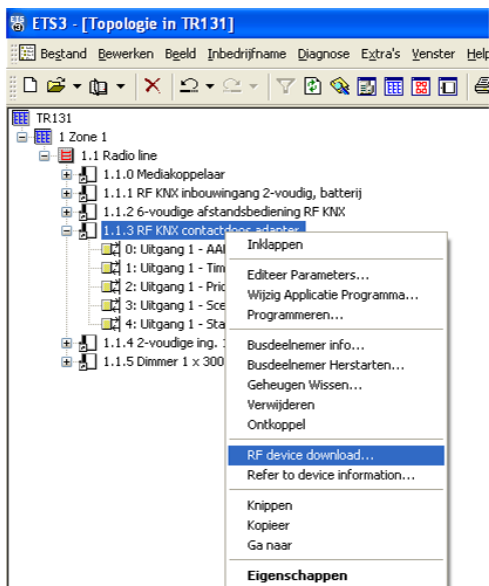 ETS3 - [Topologie in TR131]
Bestand Bewerken Beeld Inbedrijfname Diagnose Extra's Venster Help
TR131
1 Zone 1
1.1 Radio line
1.1.0 Mediakoppelaar
1.1.1 RF KNX inbouwingang 2-voudig, batterij
1.1.2 6-voudige afstandsbediening RF KNX
1.1.3 RF KNX contactdoos adapter
0: Uitgang 1 - AA
1: Uitgang 1 - Tim
2: Uitgang 1 - Prio
3: Uitgang 1 - Sce
4: Uitgang 1 - Sta
1.1.4 2-voudige ing.
1.1.5 Dimmer 1 x 300
Inklappen
Editeer Parameters...
Wijzig Applicatie Programma...
Programmeren...
Busdeelnemer info...
Busdeelnemer Herstarten...
Geheugen Wissen...
Verwijderen
Ontkoppel
RF device download...
Refer to device information...
Knippen
Kopieer
Ga naar
Eigenschappen